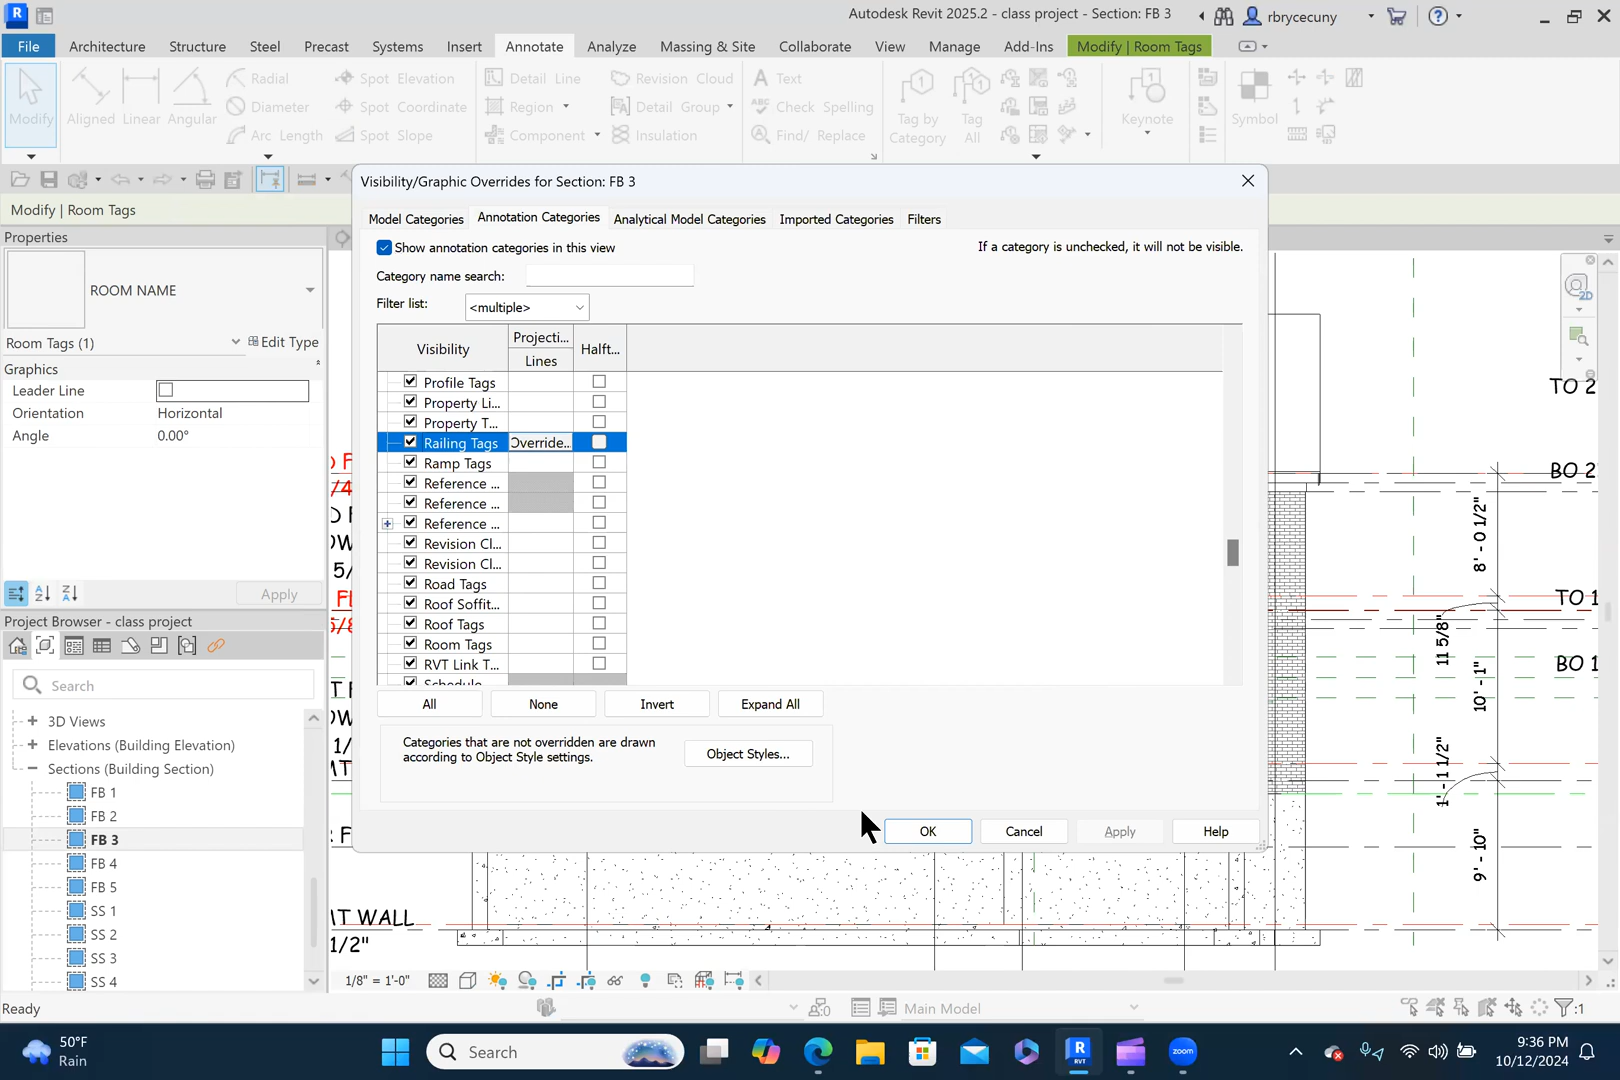 R
Autodesk Revit 2025.2 - class project - Section: FB 3
rbrycecuny
File Architecture Structure Steel Precast Systems Insert Annotate Analyze Massing & Site Collaborate View Manage Add-Ins Modify | Room Tags
Modify
Aligned Linear Angular
Radial
Diameter
Arc Length
Spot Elevation
Spot Coordinate
Spot Slope
Detail Line
Region
Component
Revision Cloud
Detail Group
Insulation
A Text
ABC Check Spelling
Find/ Replace
Tag by Category
Tag All
Keynote
Symbol
Modify | Room Tags
Properties
ROOM NAME
Room Tags (1)
Edit Type
Graphics
Leader Line
Orientation Horizontal
Angle 0.00°
Apply
Project Browser - class project
Search
3D Views
Elevations (Building Elevation)
Sections (Building Section)
FB 1
FB 2
FB 3
FB 4
FB 5
SS 1
SS 2
SS 3
SS 4
Visibility/Graphic Overrides for Section: FB 3
Model Categories Annotation Categories Analytical Model Categories Imported Categories Filters
Show annotation categories in this view
If a category is unchecked, it will not be visible.
Category name search:
Filter list: <multiple>
Visibility Projecti... Halft...
Lines
Profile Tags
Property Li...
Property T...
Railing Tags Override...
Ramp Tags
Reference ...
Reference ...
Reference ...
Revision Cl...
Revision Cl...
Road Tags
Roof Soffit...
Roof Tags
Room Tags
RVT Link T...
Schedule
All None Invert Expand All
Categories that are not overridden are drawn
according to Object Style settings.
Object Styles...
OK Cancel Apply Help
TO 2
BO 2
8' - 0 1/2"
TO 1
11 5/8"
BO 1
10' - 1"
1' - 1 1/2"
9' - 10"
MT WALL
1/2"
2D
1/8" = 1'-0"
Ready
Main Model
:1
50°F
Rain
Search
R
RVT
zoom
9:36 PM
10/12/2024